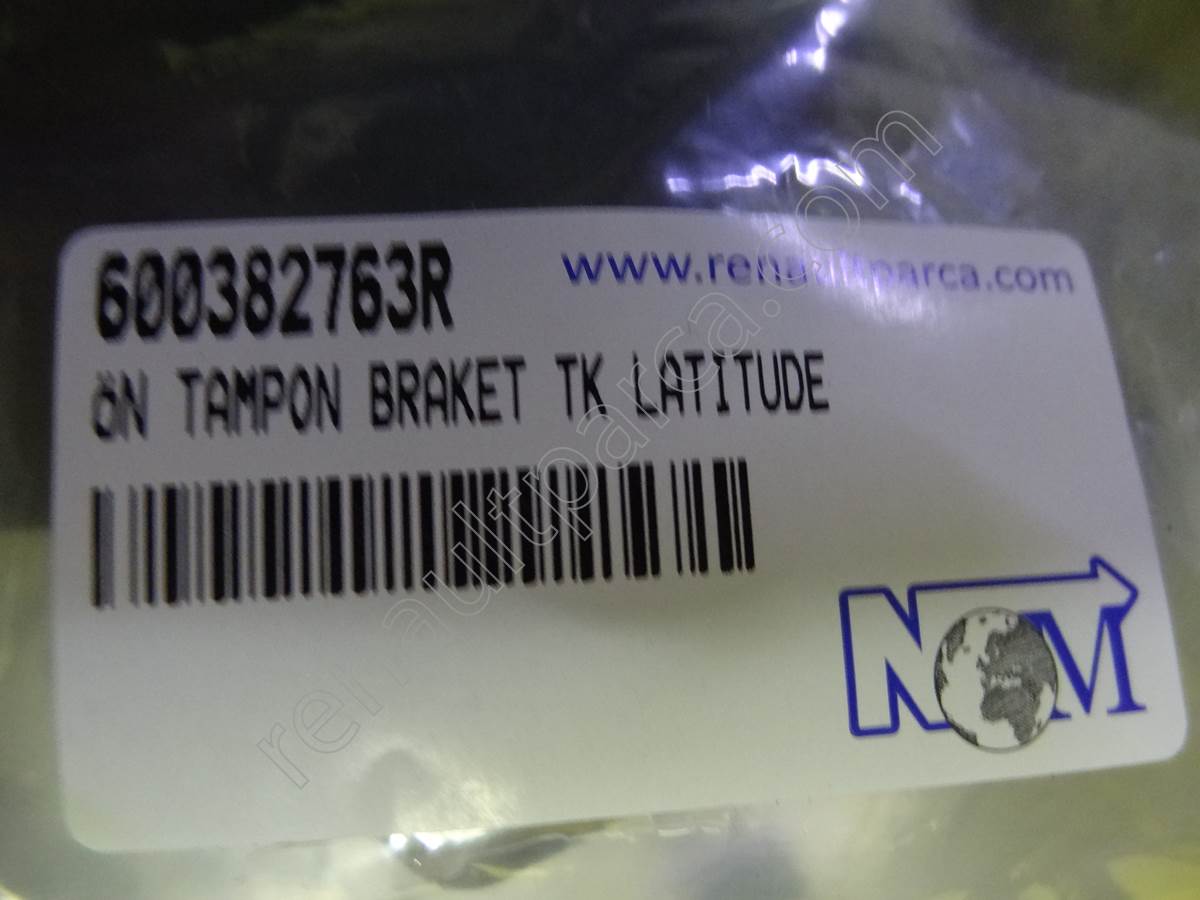 600382763R
www.renaultparca.com
öN TAMPON BRAKET TK LATITUDE
NM
renaultparca.com